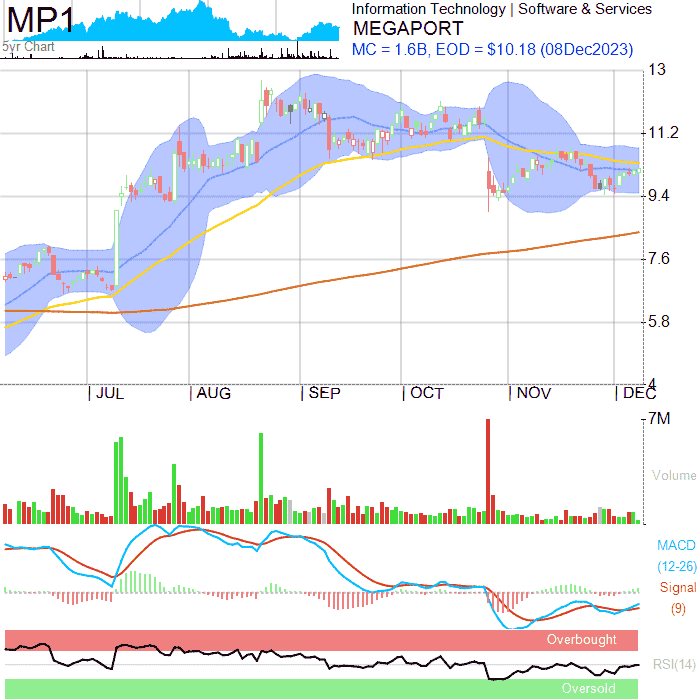 MP1
5yr Chart
Information Technology | Software & Services
MEGAPORT
MC = 1.6B, EOD = $10.18 (08Dec2023)
13
11.2
9.4
7.6
5.8
4
JUL
AUG
SEP
OCT
NOV
DEC
7M
Volume
MACD
(12-26)
Signal
(9)
Overbought
RSI(14)
Oversold